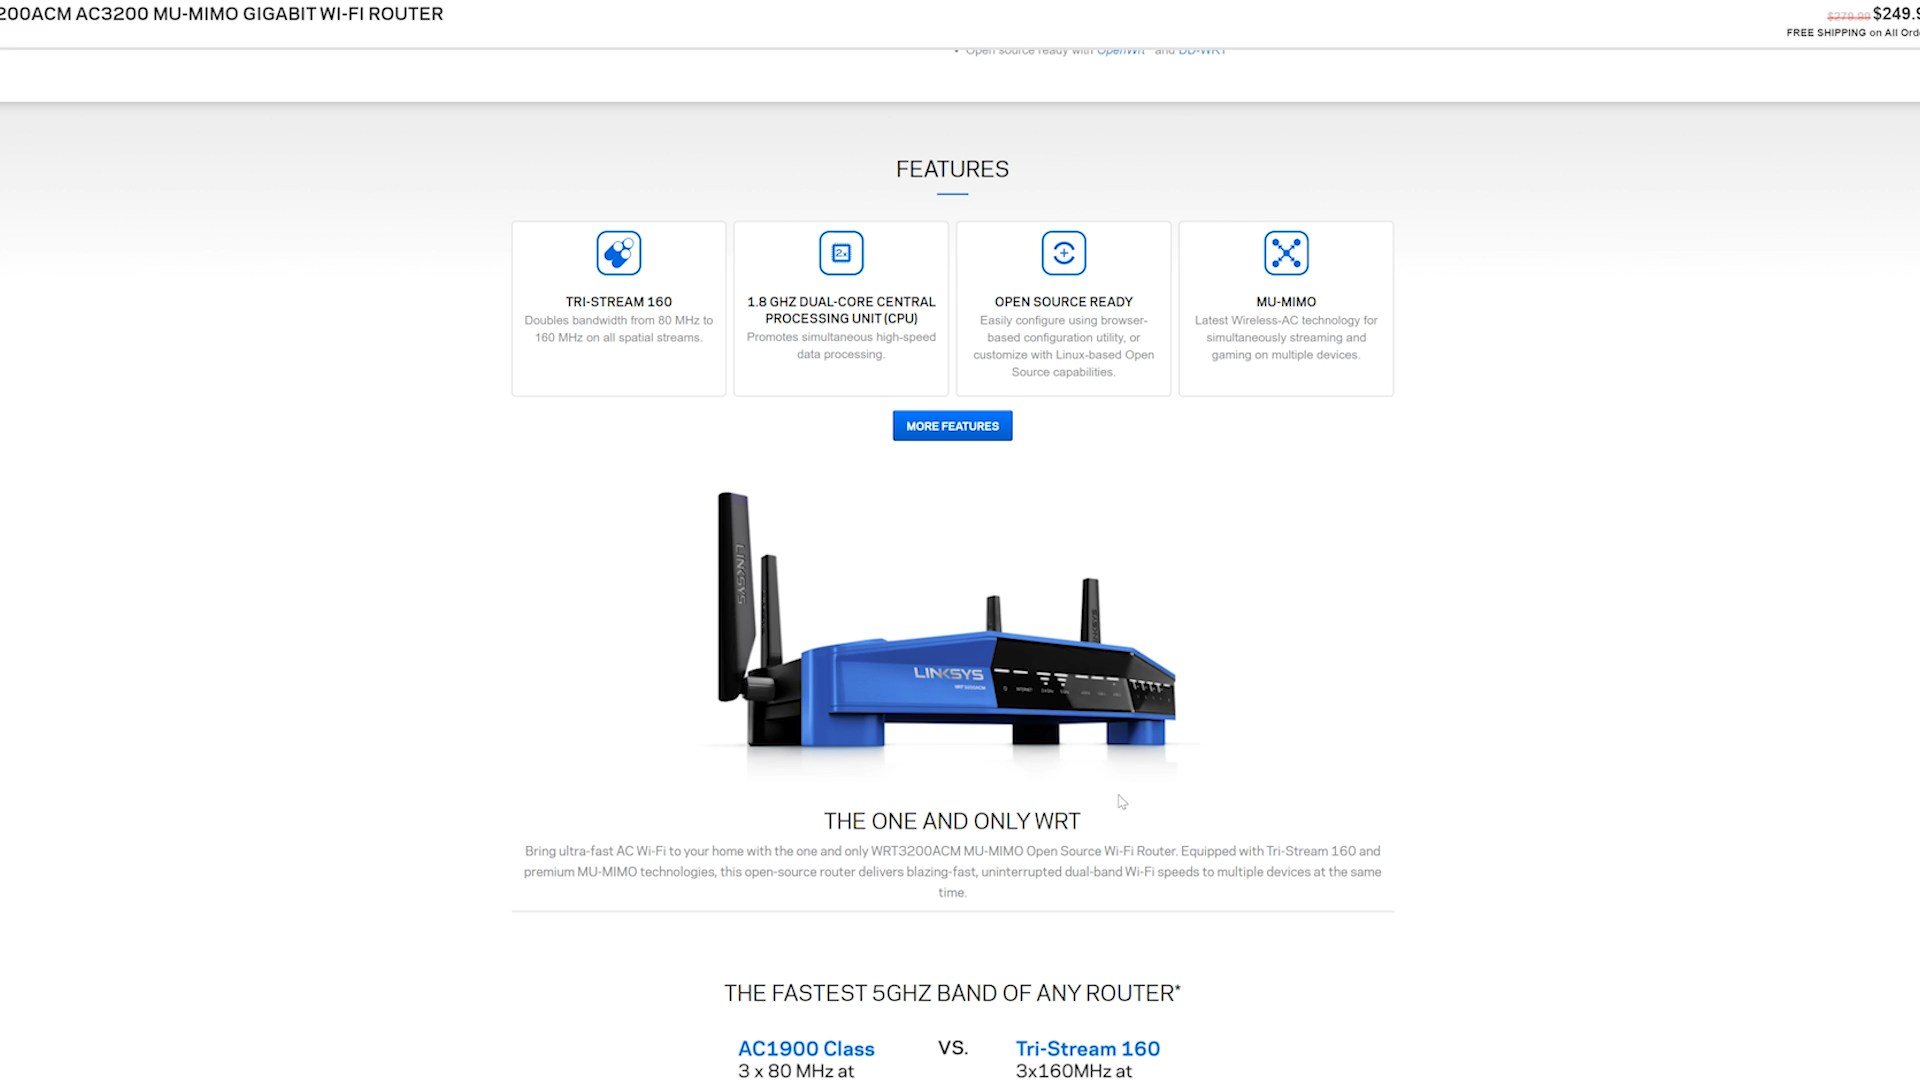 200ACM AC3200 MU-MIMO GIGABIT WI-FI ROUTER
$279.99 $249.9
FREE SHIPPING on All Ord
• Open source ready with OpenWrt and DD-WRT
FEATURES
TRI-STREAM 160
Doubles bandwidth from 80 MHz to
160 MHz on all spatial streams.
2x
1.8 GHZ DUAL-CORE CENTRAL
PROCESSING UNIT (CPU)
Promotes simultaneous high-speed
data processing.
OPEN SOURCE READY
Easily configure using browser-
based configuration utility, or
customize with Linux-based Open
Source capabilities.
MU-MIMO
Latest Wireless-AC technology for
simultaneously streaming and
gaming on multiple devices.
MORE FEATURES
LINKSYS
LINKSYS
THE ONE AND ONLY WRT
Bring ultra-fast AC Wi-Fi to your home with the one and only WRT3200ACM MU-MIMO Open Source Wi-Fi Router. Equipped with Tri-Stream 160 and
premium MU-MIMO technologies, this open-source router delivers blazing-fast, uninterrupted dual-band Wi-Fi speeds to multiple devices at the same
time.
THE FASTEST 5GHZ BAND OF ANY ROUTER*
AC1900 Class VS. Tri-Stream 160
3 x 80 MHz at 3x160MHz at